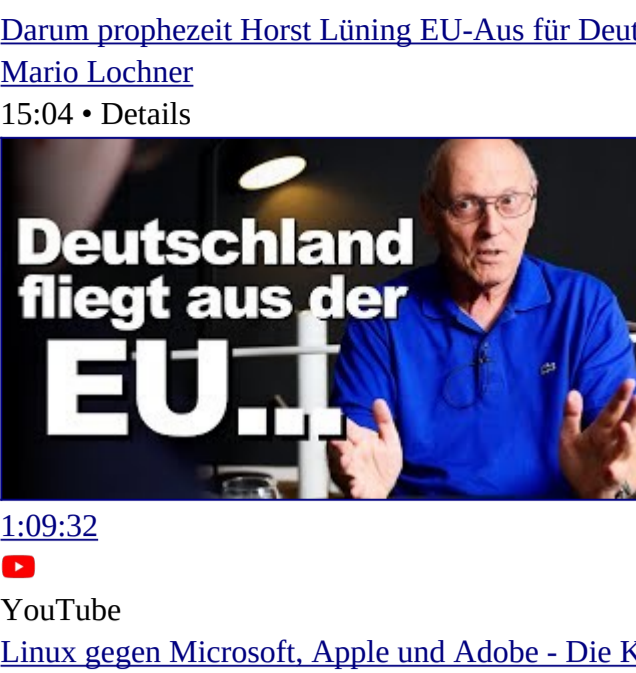 Darum prophezeit Horst Lüning EU-Aus für
Mario Lochner
15:04 • Details
Deutschland
fliegt aus der
EU...
1:09:32
YouTube
Linux gegen Microsoft, Apple und Adobe - Die